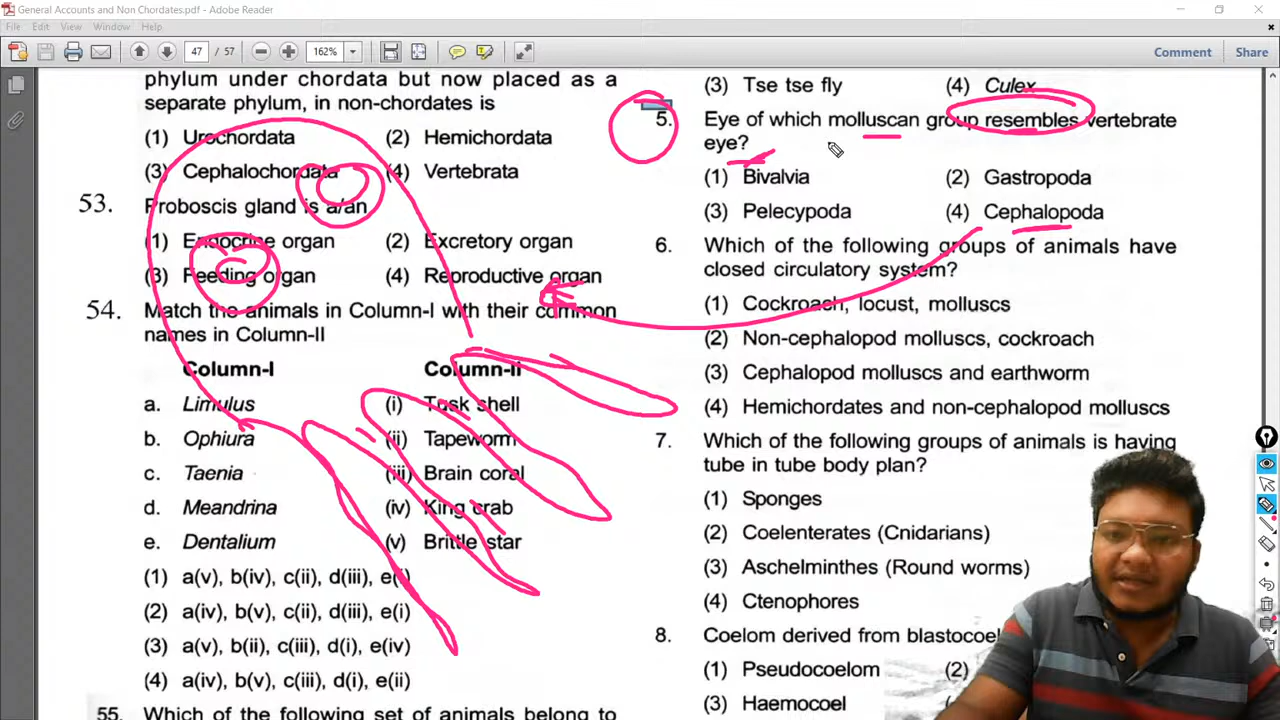 General Accounts and Non Chordates.pdf - Adobe Reader
File Edit View Window Help
47 / 57
162%
Comment
Share
phylum under chordata but now placed as a
separate phylum, in non-chordates is
(1) Urochordata (2) Hemichordata
(3) Cephalochordata (4) Vertebrata
53. Proboscis gland is a/an
(1) Endocrine organ (2) Excretory organ
(3) Feeding organ (4) Reproductive organ
54. Match the animals in Column-I with their common
names in Column-II
Column-I Column-II
a. Limulus (i) Tusk shell
b. Ophiura (ii) Tapeworm
c. Taenia (iii) Brain coral
d. Meandrina (iv) King crab
e. Dentalium (v) Brittle star
(1) a(v), b(iv), c(ii), d(iii), e(i)
(2) a(iv), b(v), c(ii), d(iii), e(i)
(3) a(v), b(ii), c(iii), d(i), e(iv)
(4) a(iv), b(v), c(iii), d(i), e(ii)
55. Which of the following set of animals belong to
(3) Tse tse fly (4) Culex
5. Eye of which molluscan group resembles vertebrate
eye?
(1) Bivalvia (2) Gastropoda
(3) Pelecypoda (4) Cephalopoda
6. Which of the following groups of animals have
closed circulatory system?
(1) Cockroach, locust, molluscs
(2) Non-cephalopod molluscs, cockroach
(3) Cephalopod molluscs and earthworm
(4) Hemichordates and non-cephalopod molluscs
7. Which of the following groups of animals is having
tube in tube body plan?
(1) Sponges
(2) Coelenterates (Cnidarians)
(3) Aschelminthes (Round worms)
(4) Ctenophores
8. Coelom derived from blastocoel
(1) Pseudocoelom (2)
(3) Haemocoel